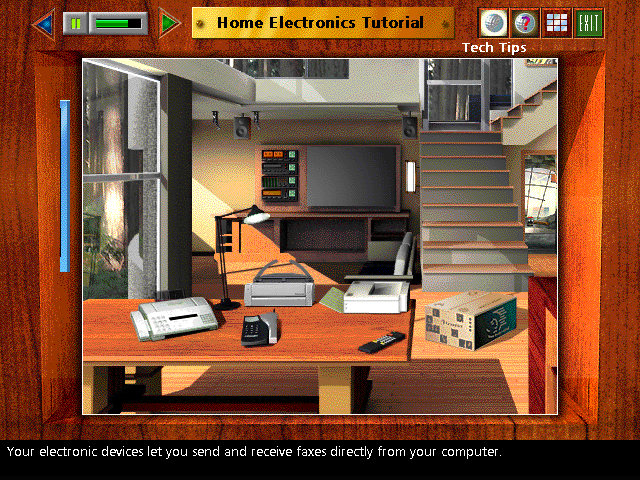 Home Electronics Tutorial
EXIT
Tech Tips
Your electronic devices let you send and receive faxes directly from your computer.